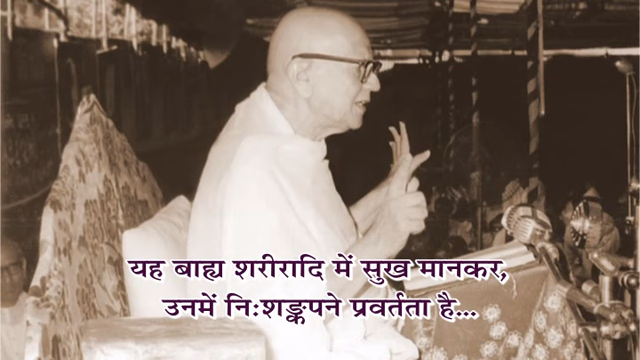 यह बाह्य शरीरादि में सुख मानकर,
उनमें निःशङ्कपने प्रवर्तता है...